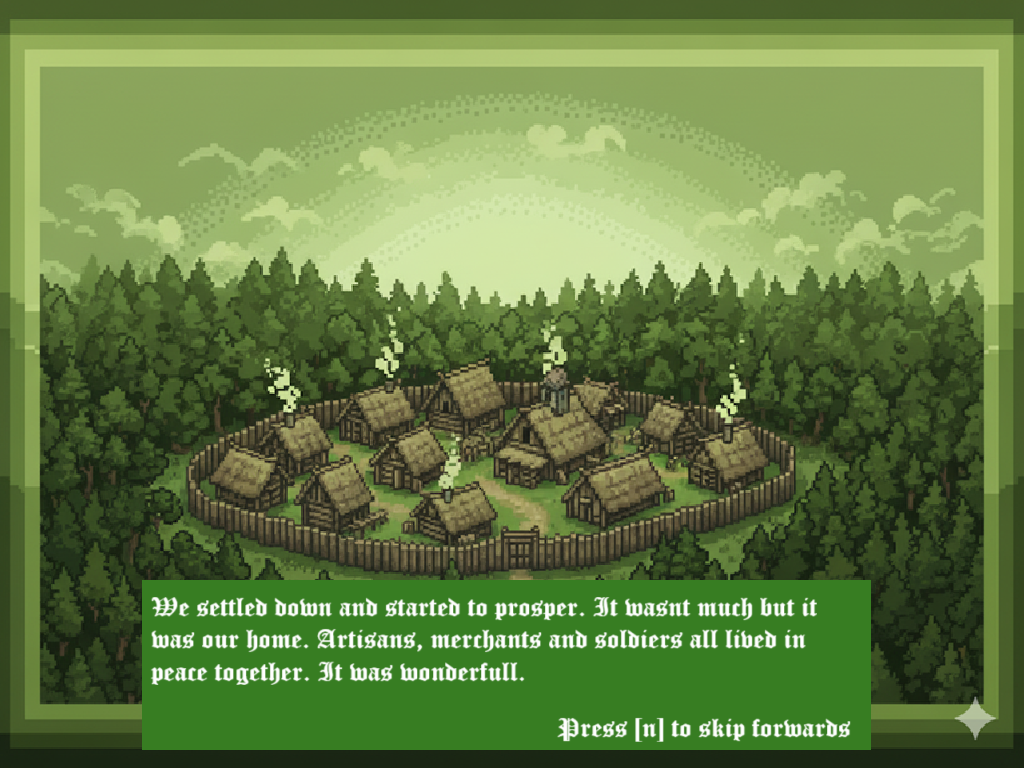 We settled down and started to prosper. It wasnt much but it
was our home. Artisans, merchants and soldiers all lived in
peace together. It was wonderfull.
Press [n] to skip forwards